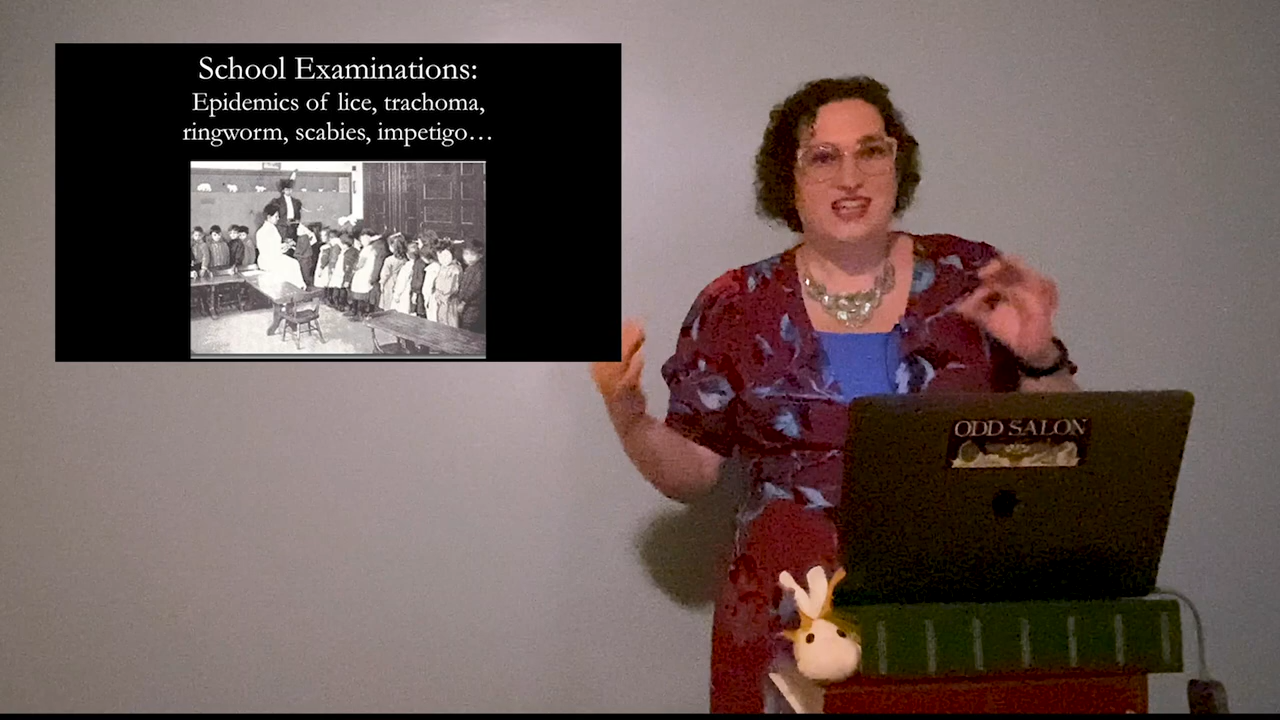 School Examinations:
Epidemics of lice, trachoma,
ringworm, scabies, impetigo…
ODD SALON